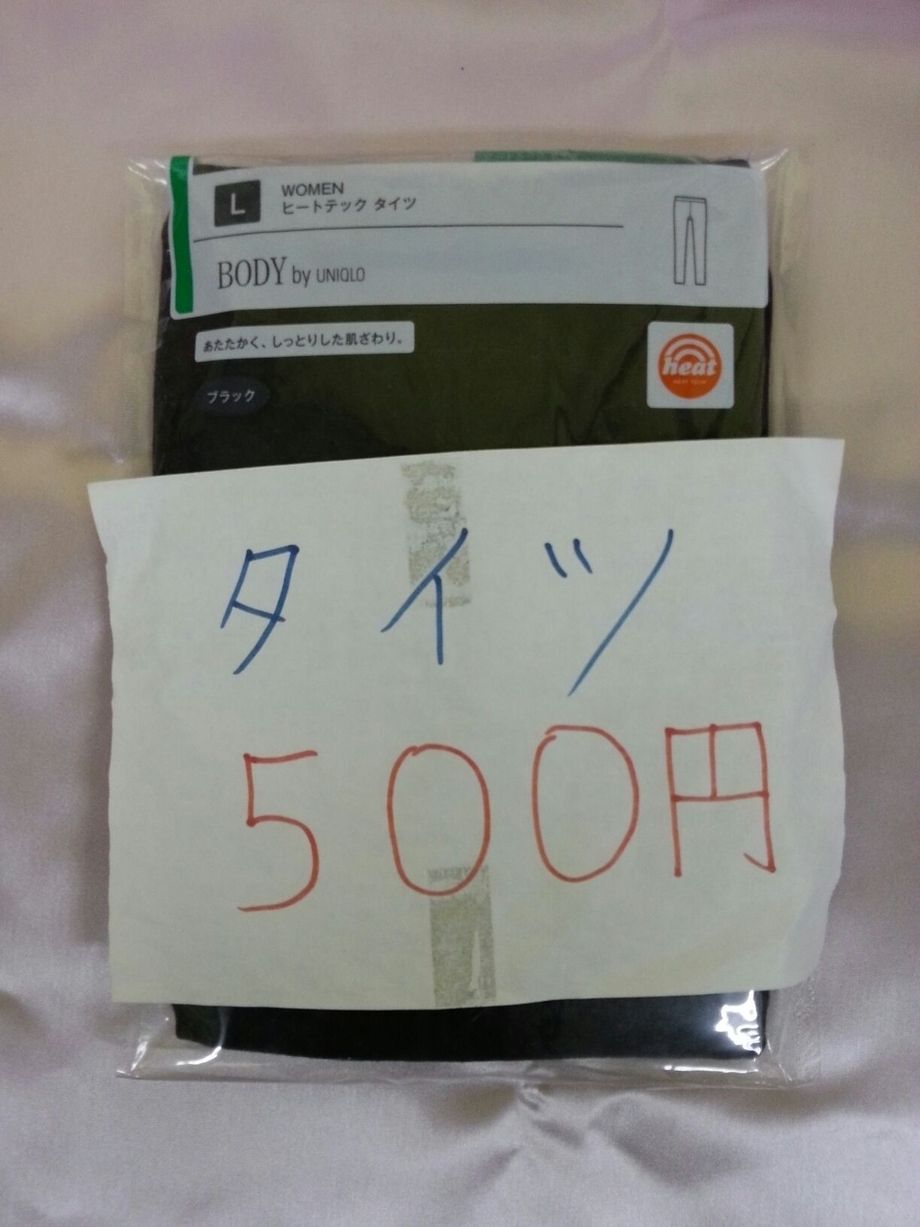 L
WOMEN
ヒートテック タイツ
BODY by UNIQLO
あたたかく、しっとりした肌ざわり。
heat
HEAT TECH
ブラック
タイツ
500円